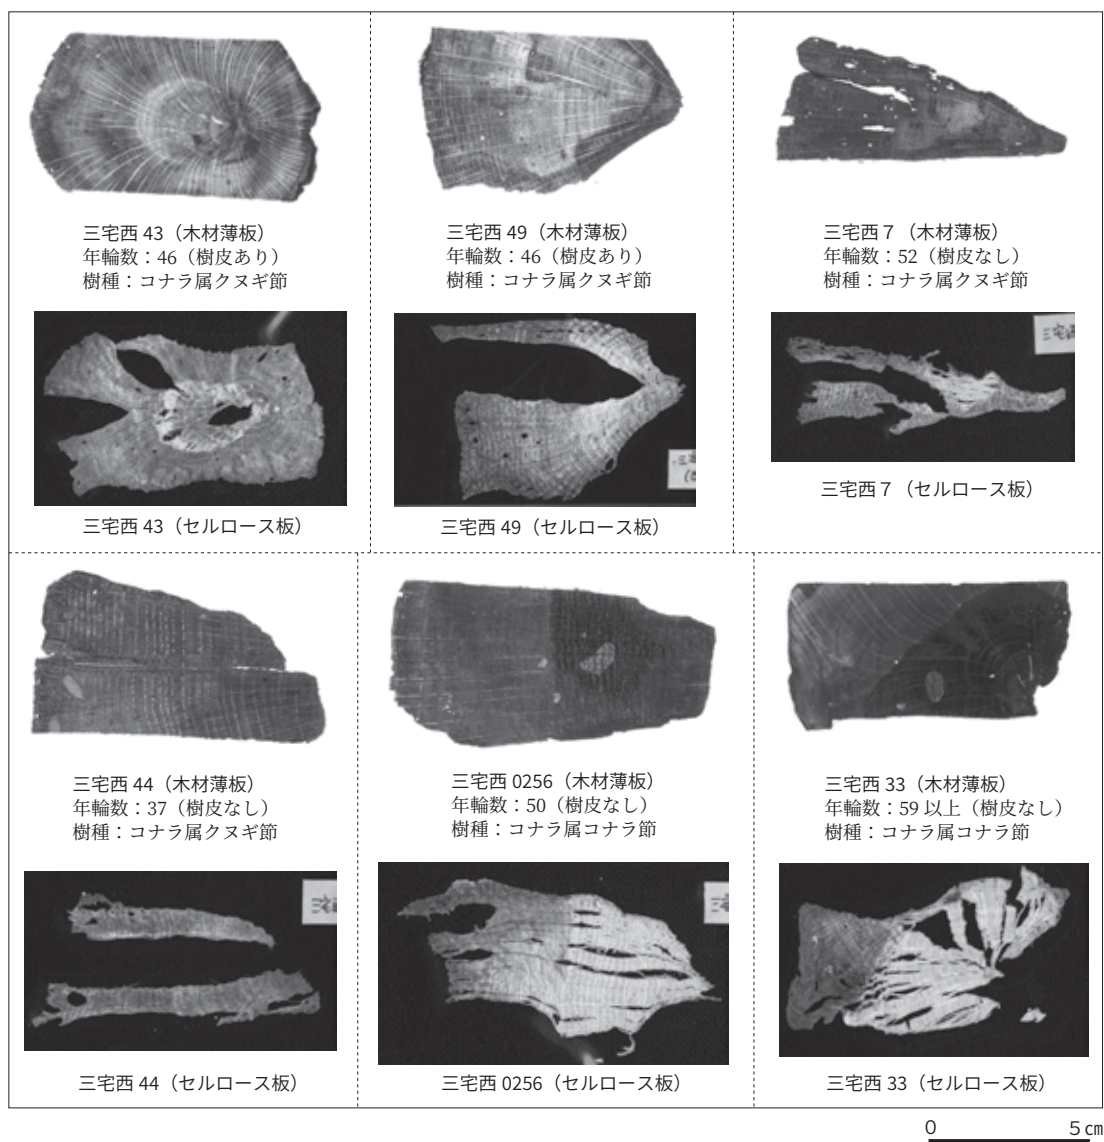 三宅西 43(木材薄板)
年輪数:46(樹皮あり)
樹種:コナラ属クヌギ節
三宅西 43(セルロース板)
三宅西 49(木材薄板)
年輪数:46(樹皮あり)
樹種:コナラ属クヌギ節
三宅西 49(セルロース板)
三宅西7(木材薄板)
年輪数:52(樹皮なし)
樹種:コナラ属クヌギ節
三宅西7(セルロース板)
三宅西 44(木材薄板)
年輪数:37(樹皮なし)
樹種:コナラ属クヌギ節
三宅西 44(セルロース板)
三宅西 0256(木材薄板)
年輪数:50(樹皮なし)
樹種:コナラ属コナラ節
三宅西 0256(セルロース板)
三宅西 33(木材薄板)
年輪数:59 以上(樹皮なし)
樹種:コナラ属コナラ節
三宅西 33(セルロース板)
0 5 ㎝